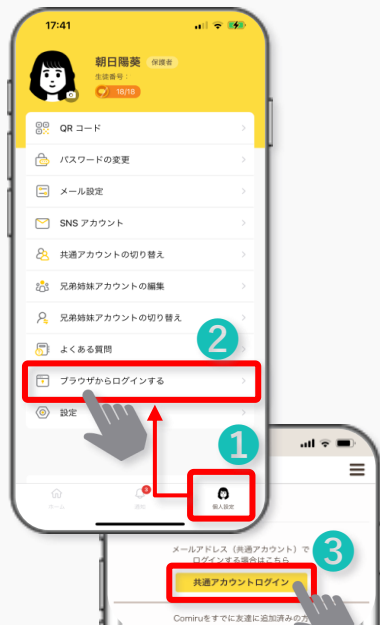 17:41
朝日陽葵 保護者
生徒番号：
18/18
QR コード
パスワードの変更
メール設定
SNS アカウント
共通アカウントの切り替え
兄弟姉妹アカウントの編集
兄弟姉妹アカウントの切り替え
よくある質問
2
ブラウザからログインする
設定
1
ホーム
通知
個人設定
メールアドレス（共通アカウント）で
ログインする場合はこちら
3
共通アカウントログイン
Comiruをすでに友達に追加済みの方